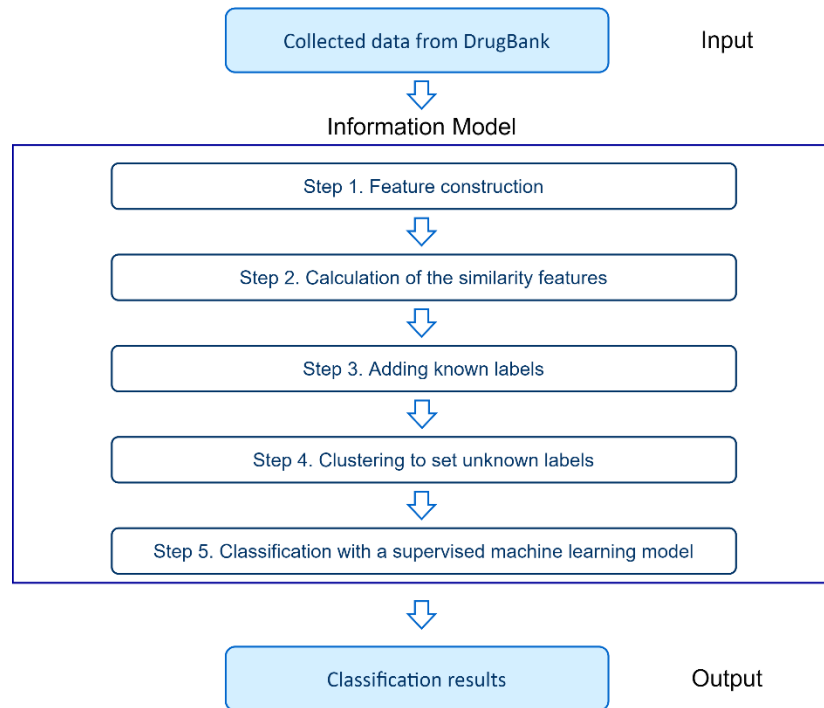 Collected data from DrugBank
Input
Information Model
Step 1. Feature construction
Step 2. Calculation of the similarity features
Step 3. Adding known labels
Step 4. Clustering to set unknown labels
Step 5. Classification with a supervised machine learning model
Classification results
Output